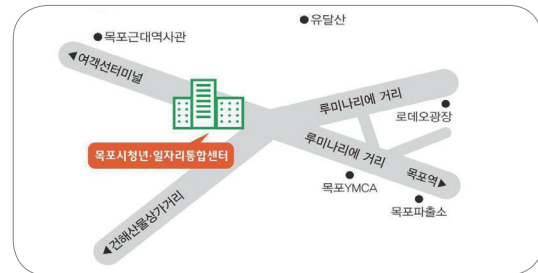 유달산
목포근대역사관
◀여객선터미널
루미나리에 거리
로데오광장
목포시청년·일자리통합센터
루미나리에 거리
목포역▶
목포YMCA
목포파출소
◀건해산물상가거리